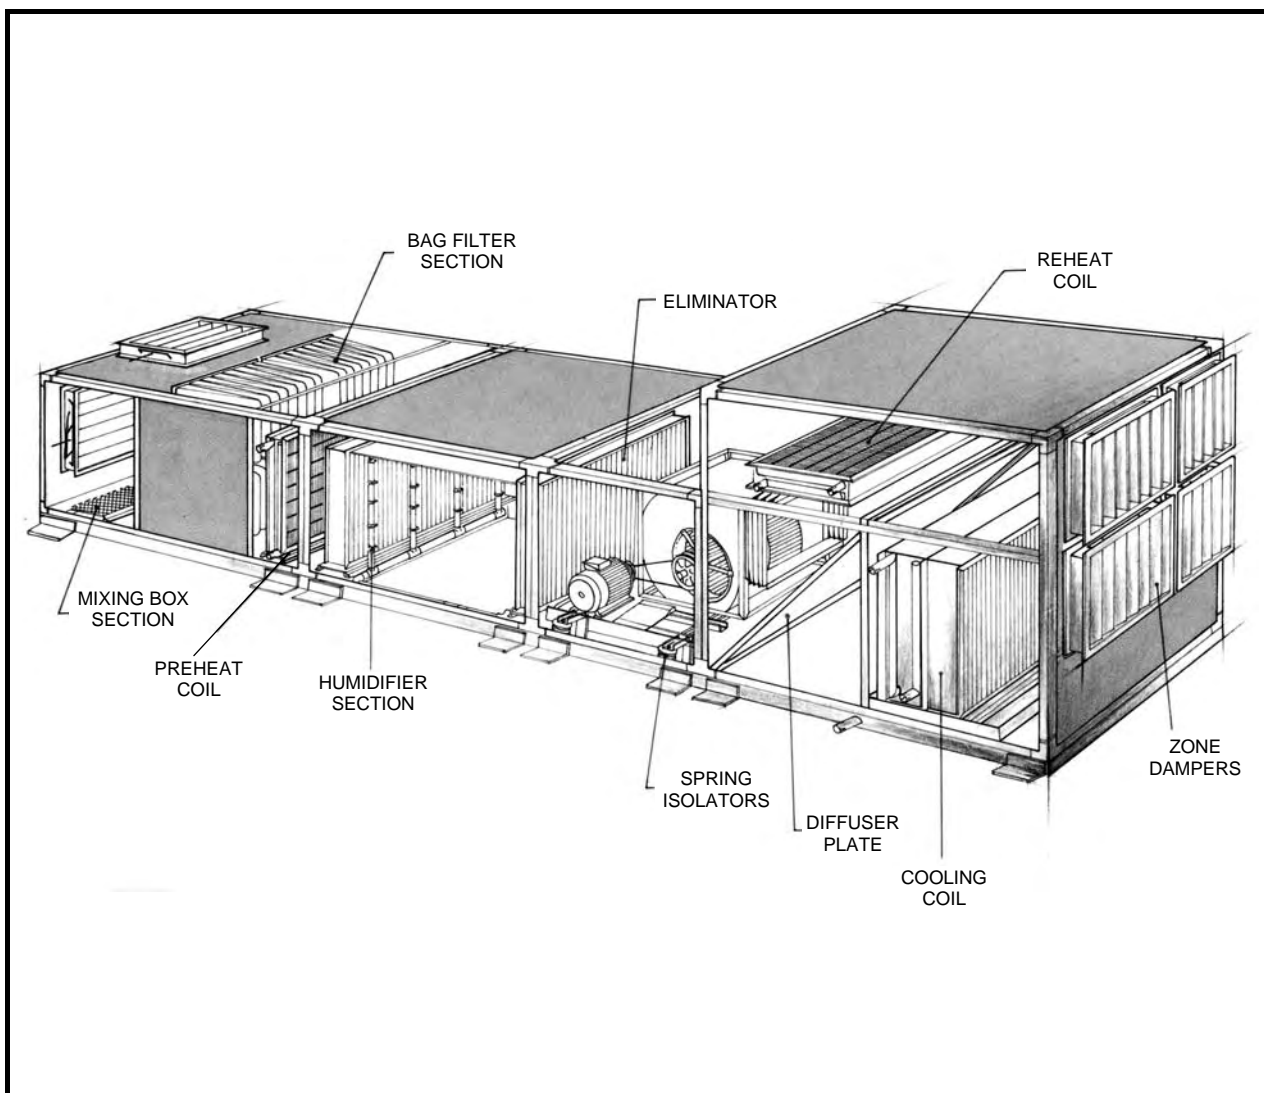 BAG FILTER
SECTION
REHEAT
COIL
ELIMINATOR
MIXING BOX
SECTION
PREHEAT
COIL
HUMIDIFIER
SECTION
SPRING
ISOLATORS
DIFFUSER
PLATE
COOLING
COIL
ZONE
DAMPERS